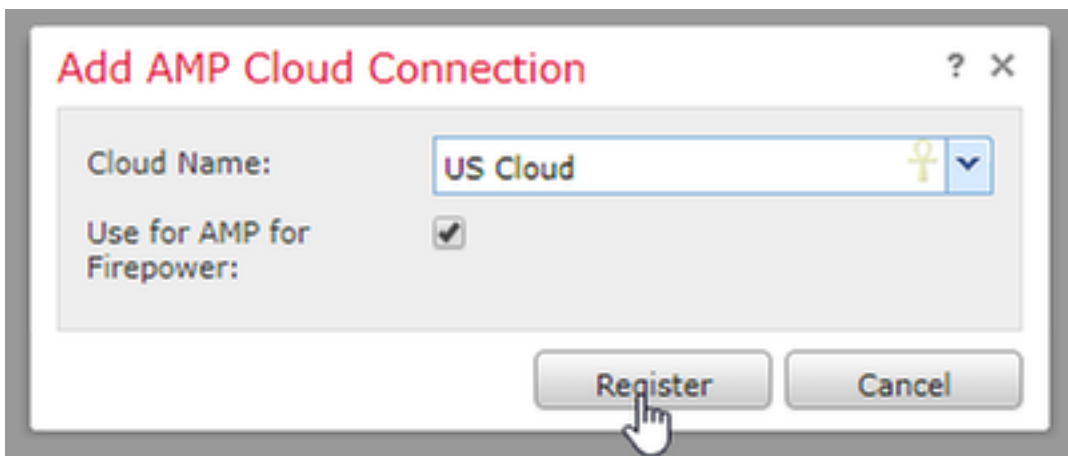 Add AMP Cloud Connection ?
Cloud Name: US Cloud
Use for AMP for
Firepower:
Register Cancel